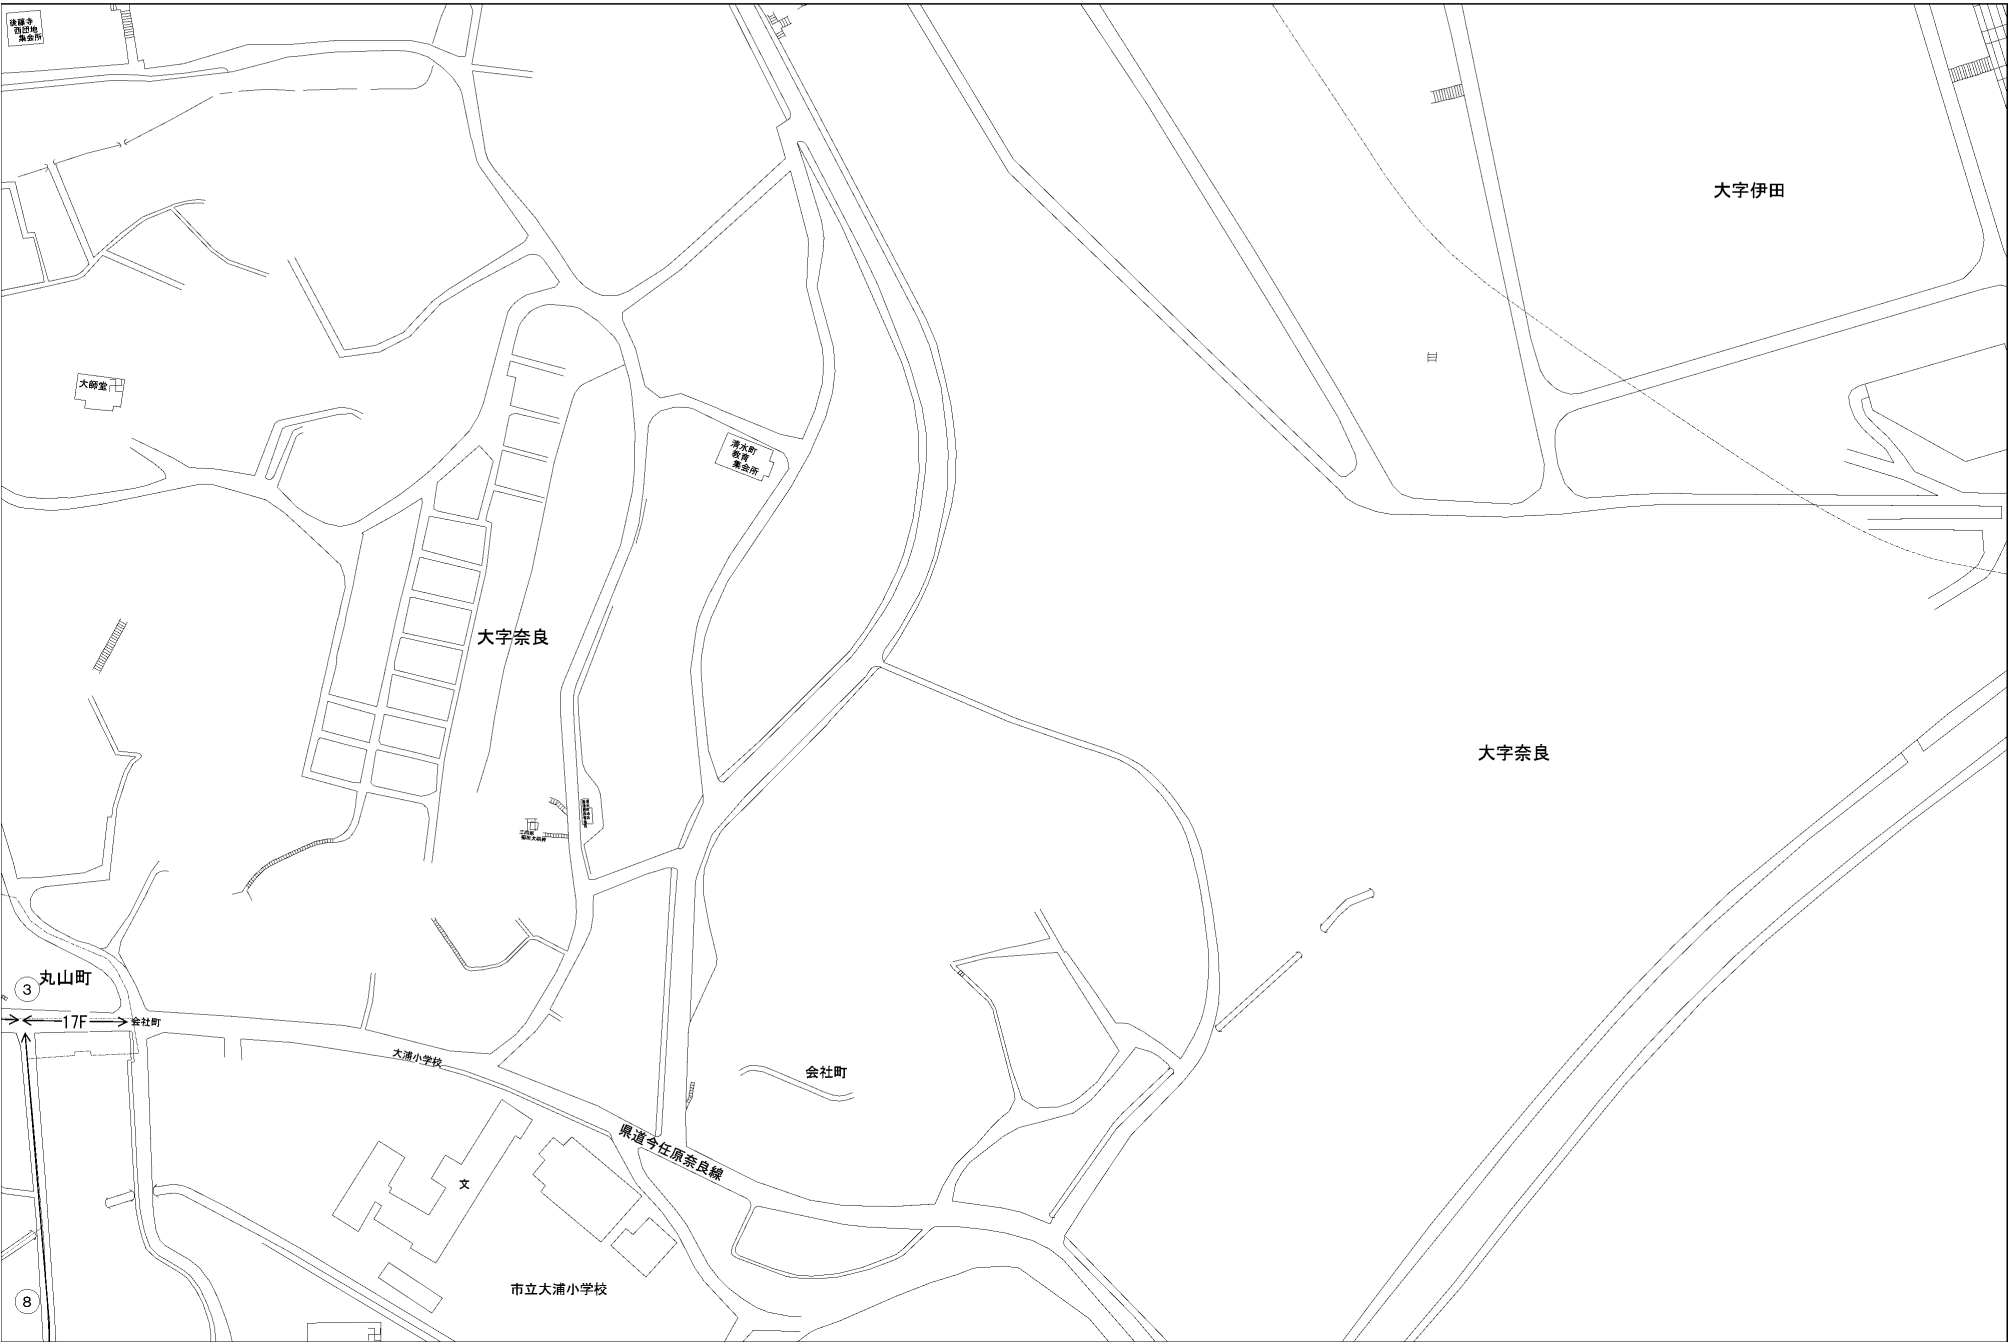 後藤寺
西団地
集会所
大字伊田
大師堂
清水町
教育
集会所
大字奈良
大字奈良
丸山町
3
17F
会社町
大浦小学校
会社町
県道今任原奈良線
文
市立大浦小学校
8